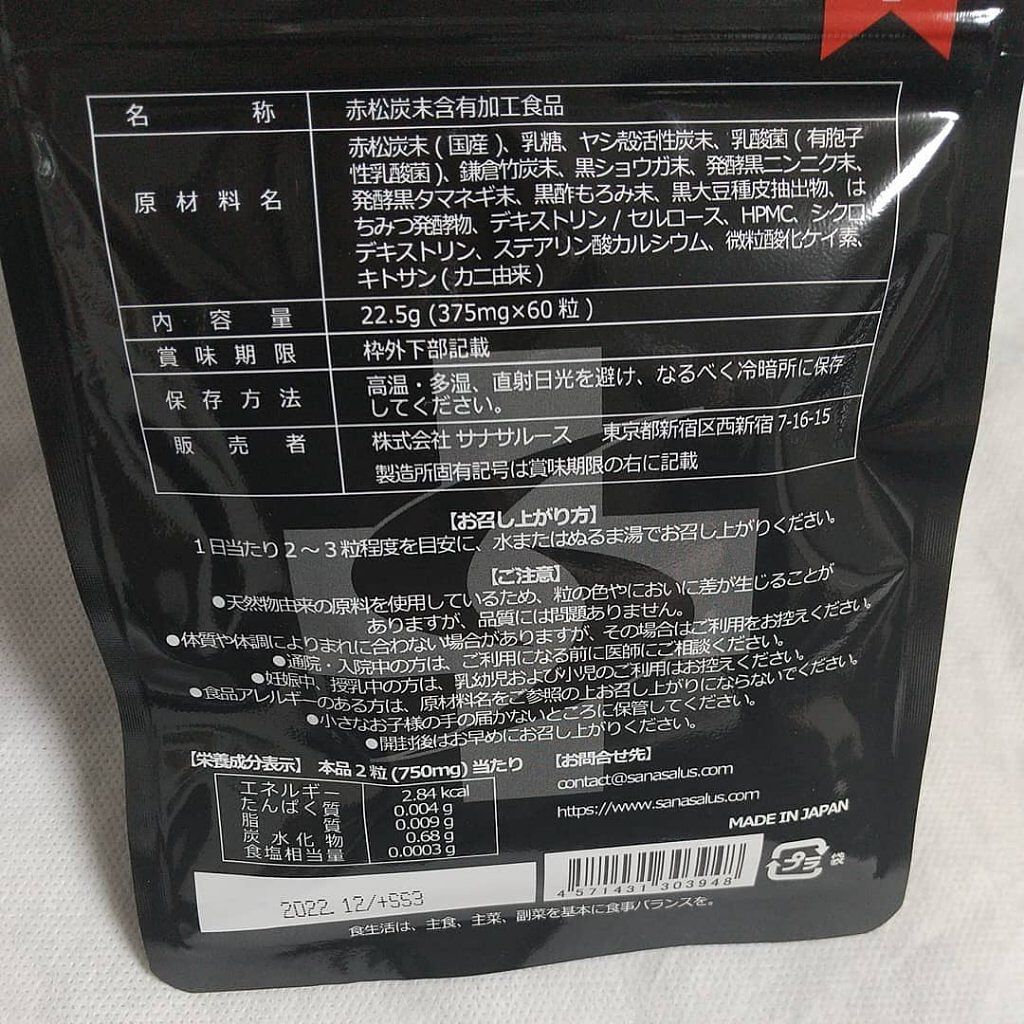 名称 赤松炭末含有加工食品
原材料名 赤松炭末(国産)、乳糖、ヤシ殻活性炭末、乳酸菌(有胞子
性乳酸菌)、鎌倉竹炭末、黒ショウガ末、発酵黒ニンニク末、
発酵黒タマネギ末、黒酢もろみ末、黒大豆種皮抽出物、は
ちみつ発酵物、デキストリン/セルロース、HPMC、シクロ
デキストリン、ステアリン酸カルシウム、微粒酸化ケイ素、
キトサン(カニ由来)
内容量 22.5g (375mg×60粒)
賞味期限 枠外下部記載
保存方法 高温・多湿、直射日光を避け、なるべく冷暗所に保存
してください。
販売者 株式会社 サナサルース 東京都新宿区西新宿 7-16-15
製造所固有記号は賞味期限の右に記載
【お召し上がり方】
1日当たり2～3粒程度を目安に、水またはぬるま湯でお召し上がりください。
【ご注意】
●天然物由来の原料を使用しているため、粒の色やにおいに差が生じることが
ありますが、品質には問題ありません。
●体質や体調によりまれに合わない場合がありますが、その場合はご利用をお控えください。
●通院・入院中の方は、ご利用になる前に医師にご相談ください。
●妊娠中、授乳中の方は、乳幼児および小児のご利用はお控えください。
●食品アレルギーのある方は、原材料名をご参照の上お召し上がりにならないでください。
●小さなお子様の手の届かないところに保管してください。
●開封後はお早めにお召し上がりください。
【栄養成分表示】 本品2粒(750mg)当たり
エネルギー 2.84 kcal
たんぱく質 0.004 g
脂質 0.009 g
炭水化物 0.68 g
食塩相当量 0.0003 g
【お問合せ先】
contact@sanasalus.com
https://www.sanasalus.com
MADE IN JAPAN
2022. 12/+SS9
4 571431 303948
プラ 袋
食生活は、主食、主菜、副菜を基本に食事バランスを。